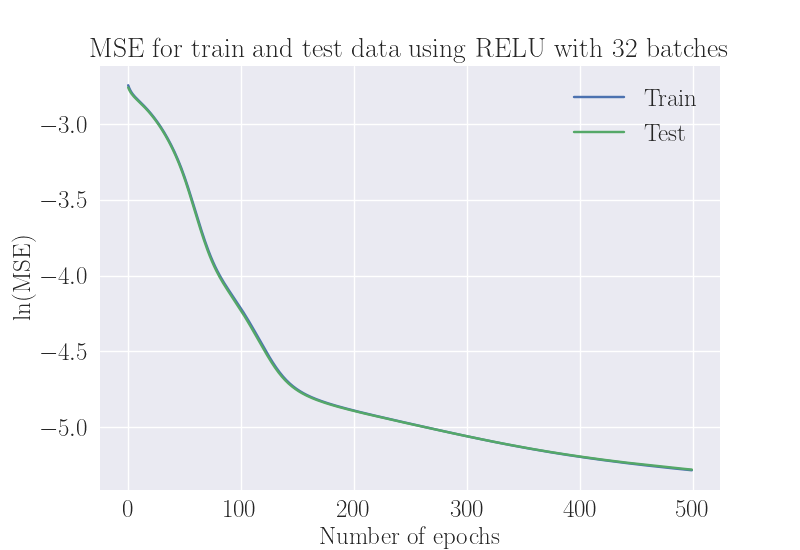 MSE for train and test data using RELU with 32 batches
Train
Test
−3.0
−3.5
−4.0
−4.5
−5.0
ln(MSE)
0
100
200
300
400
500
Number of epochs